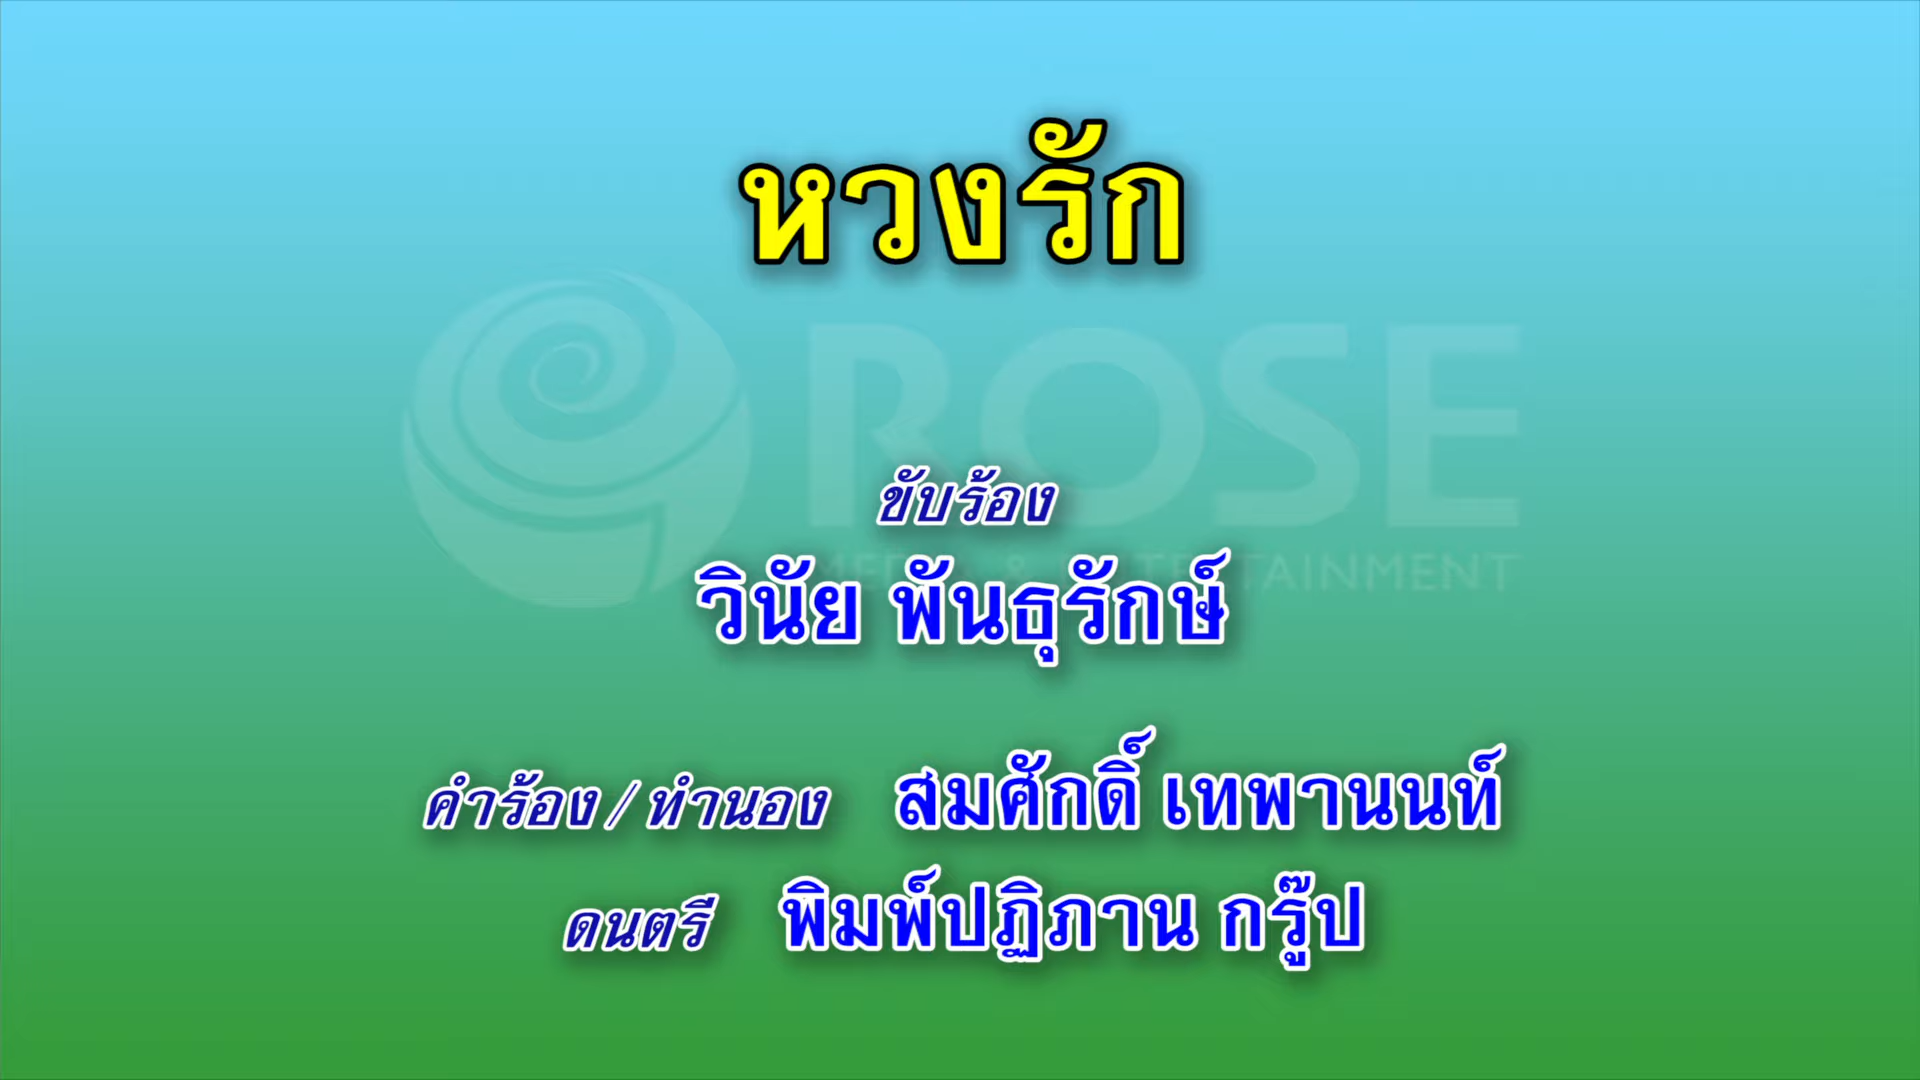 หวงรัก
ROSE
MEDIA & ENTERTAINMENT
ขับร้อง
วินัย พันธุรักษ์
คำร้อง / ทำนอง สมศักดิ์ เทพานนท์
ดนตรี พิมพ์ปฏิภาน กรู๊ป